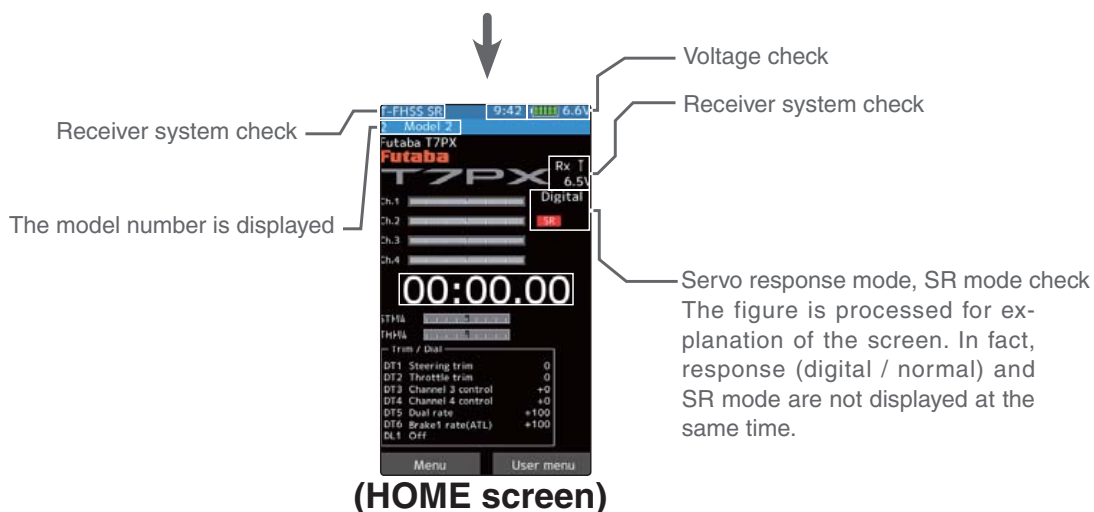 Voltage check
Receiver system check
Receiver system check
The model number is displayed
T-FHSS SR 9:42 6.6V
2 Model 2
Futaba T7PX
Futaba
T7PX
Rx
6.5V
Digital
SR
Ch.1
Ch.2
Ch.3
Ch.4
00:00.00
Trim / Dial
DT1 Steering trim 0
DT2 Throttle trim 0
DT3 Channel 3 control +0
DT4 Channel 4 control +0
DT5 Dual rate +100
DT6 Brake1 rate(ATL) +100
DL1 Off
Menu User menu
Servo response mode, SR mode check
The figure is processed for ex-
planation of the screen. In fact,
response (digital / normal) and
SR mode are not displayed at the
same time.
(HOME screen)